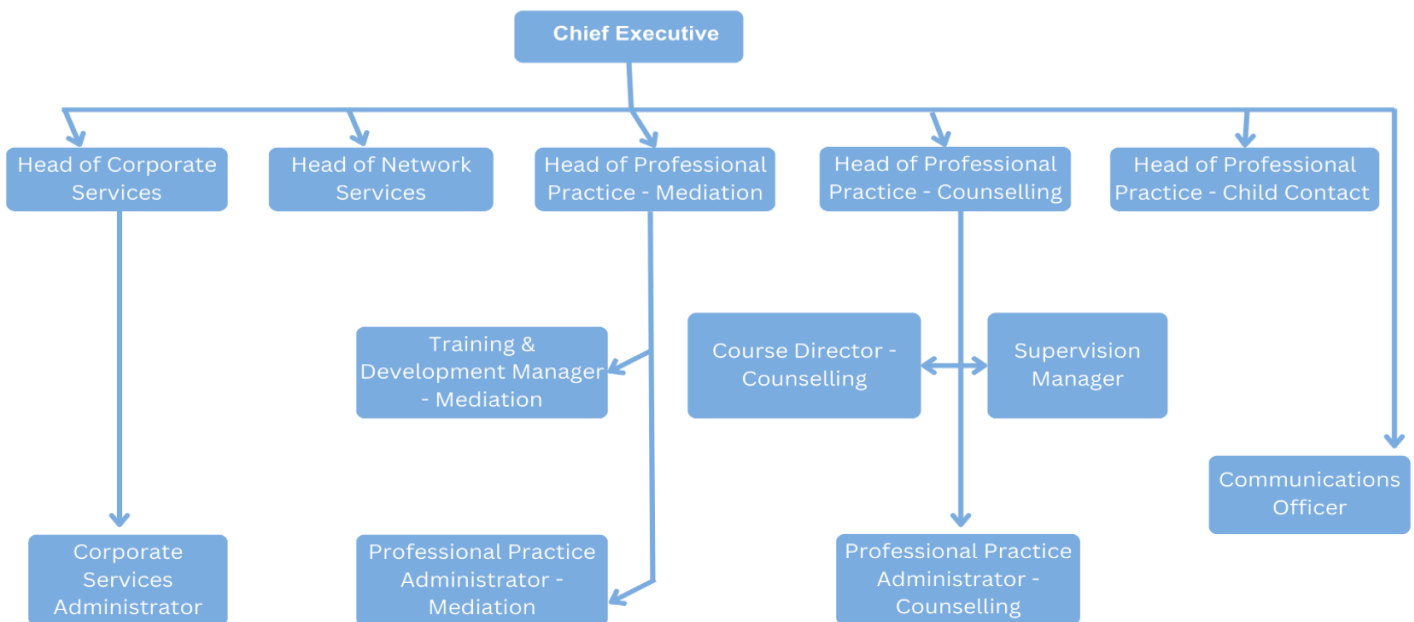 Chief Executive
Head of Corporate
Services
Head of Network
Services
Head of Professional
Practice - Mediation
Head of Professional
Practice - Counselling
Head of Professional
Practice - Child Contact
Training &
Development Manager
- Mediation
Course Director -
Counselling
Supervision
Manager
Communications
Officer
Corporate
Services
Administrator
Professional Practice
Administrator -
Mediation
Professional Practice
Administrator -
Counselling